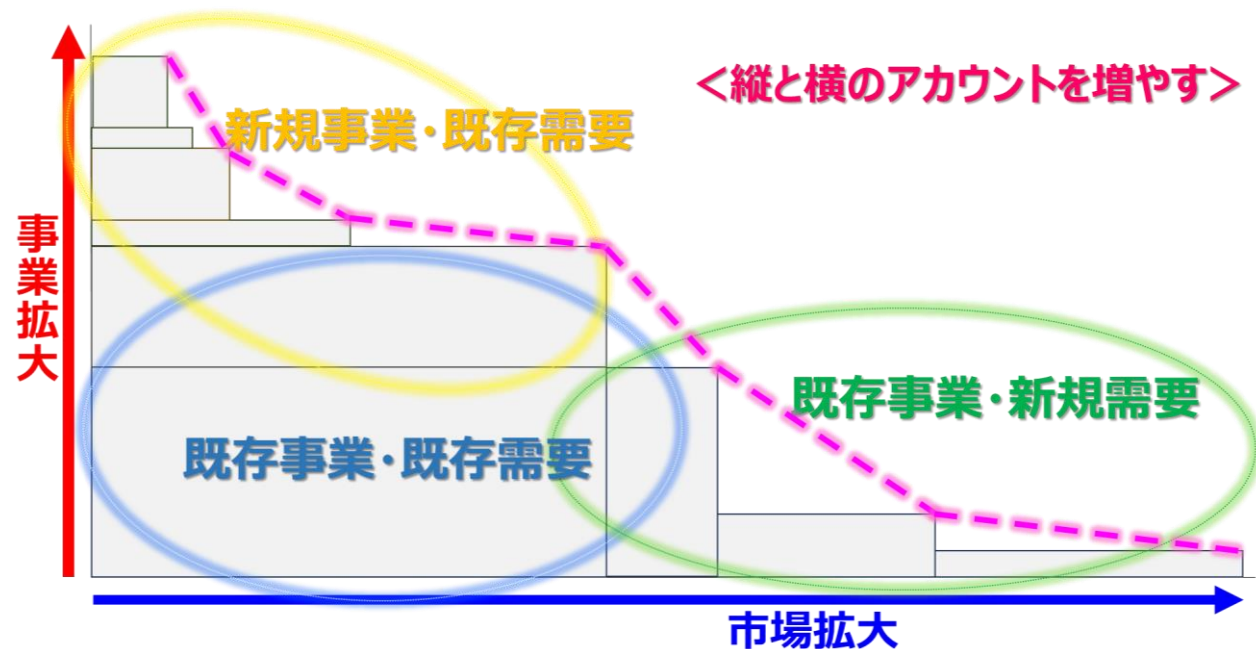 <縦と横のアカウントを増やす>
新規事業・既存需要
事業拡大
既存事業・新規需要
既存事業・既存需要
市場拡大